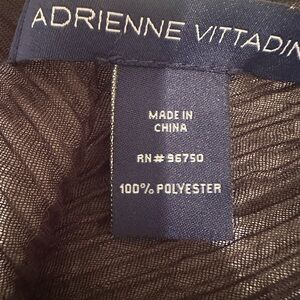 ADRIENNE VITTADIN
MADE IN
CHINA
RN# 96750
100% POLYESTER